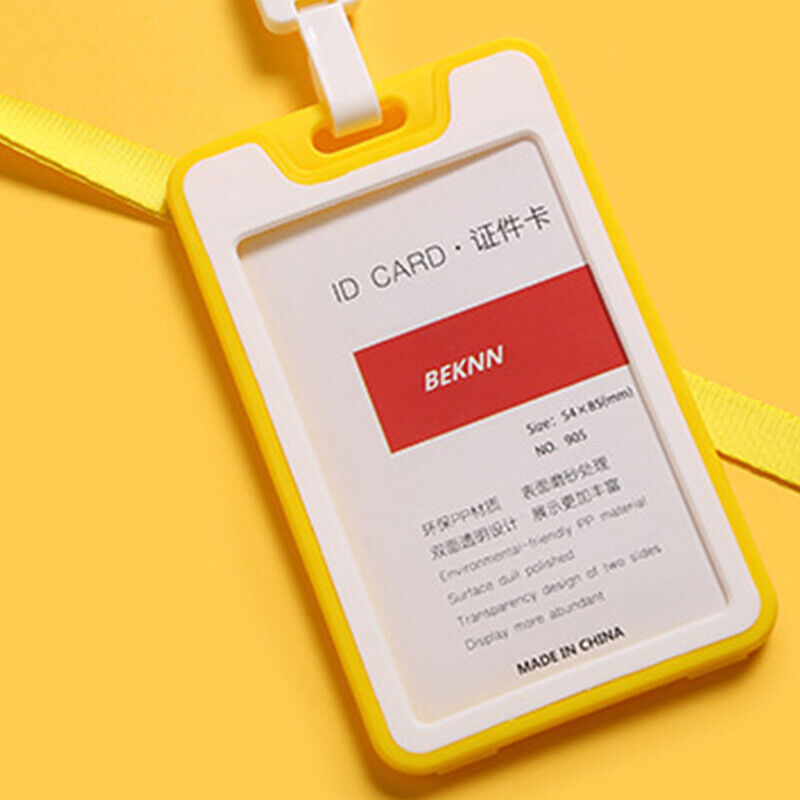 ID CARD · 证件卡
BEKNN
Size: 54×85(mm)
NO. 905
环保PP材质 表面磨砂处理
双面透明设计 展示更加丰富
Environmental-friendly PP material
Surface dull polished
Transparency design of two sides
Display more abundant
MADE IN CHINA